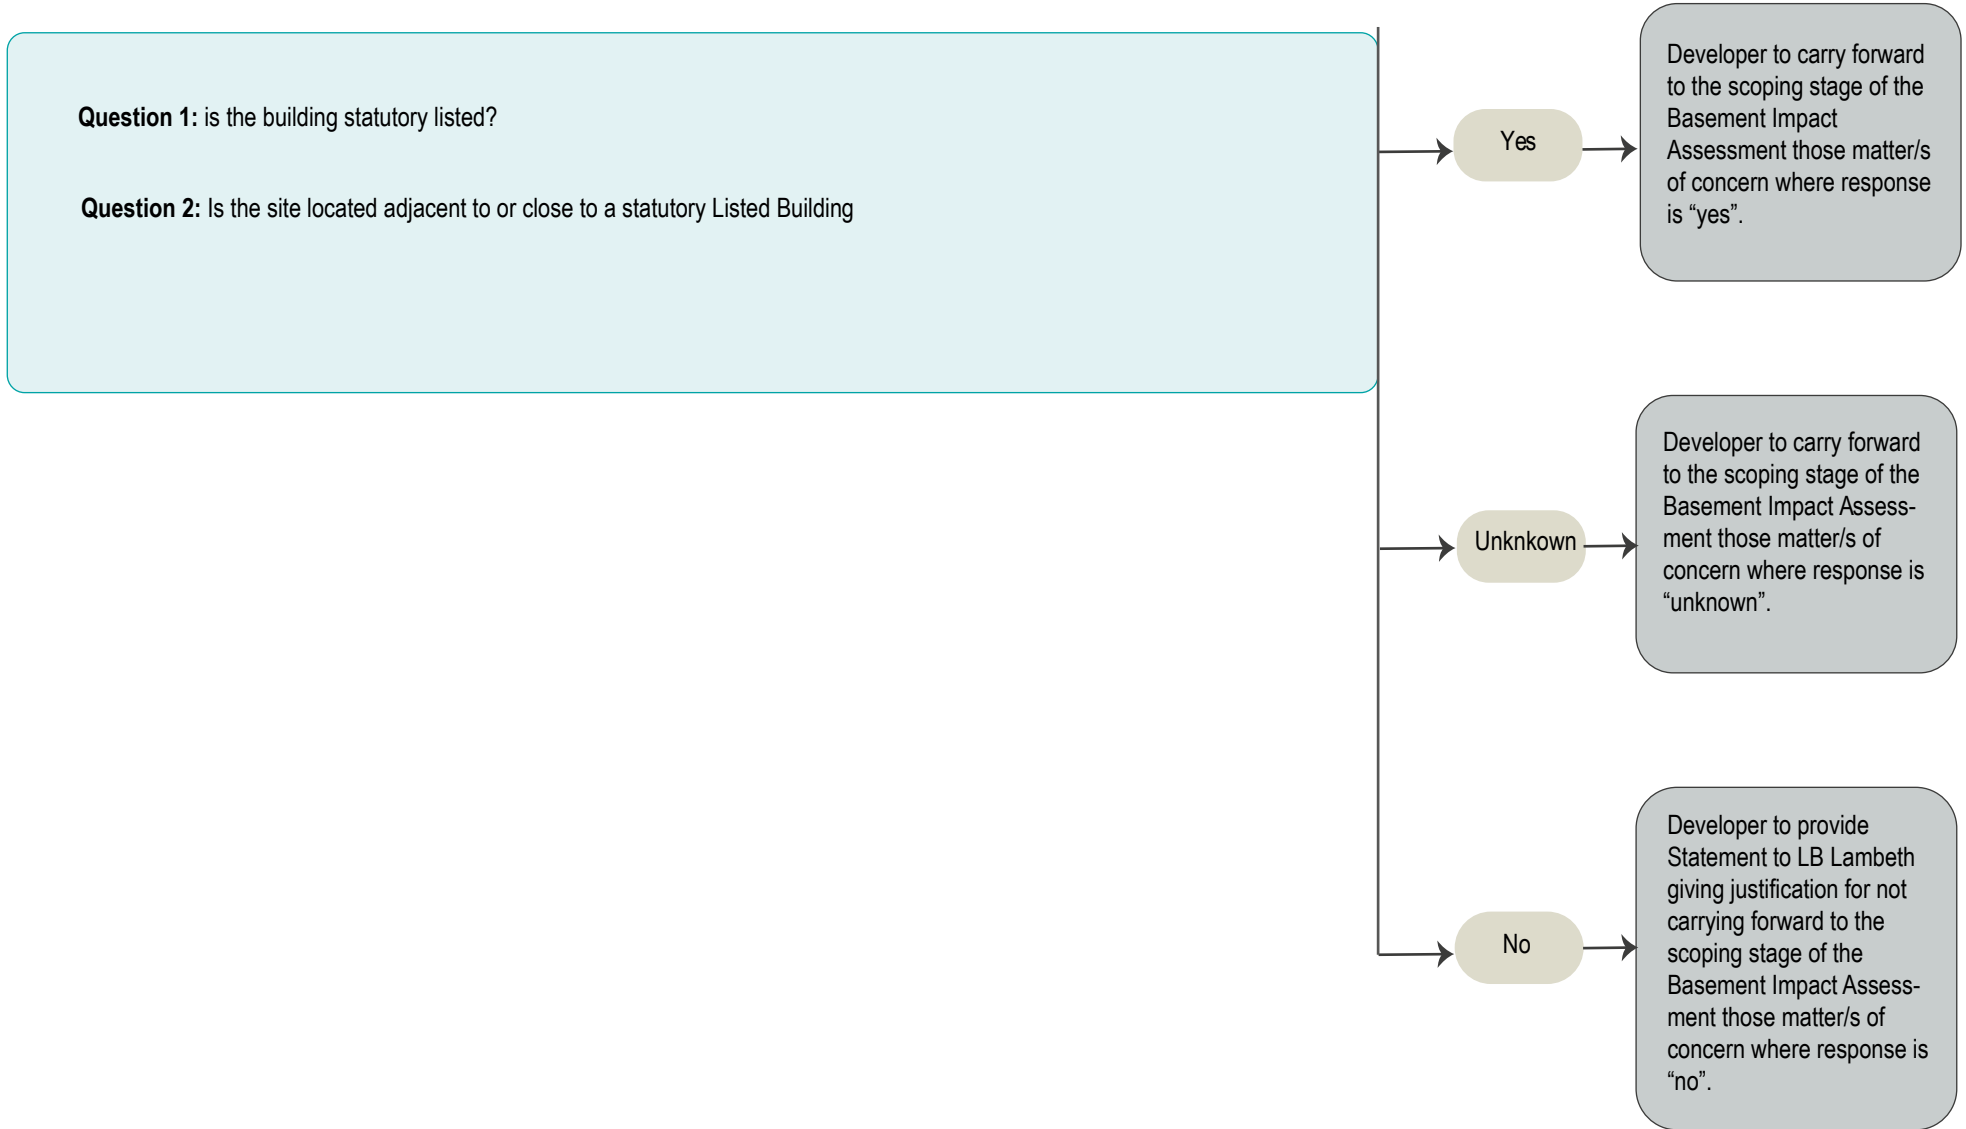 Question 1: is the building statutory listed?
Question 2: Is the site located adjacent to or close to a statutory Listed Building
Yes
Developer to carry forward
to the scoping stage of the
Basement Impact
Assessment those matter/s
of concern where response
is “yes”.
Unknkown
Developer to carry forward
to the scoping stage of the
Basement Impact Assess-
ment those matter/s of
concern where response is
“unknown”.
No
Developer to provide
Statement to LB Lambeth
giving justification for not
carrying forward to the
scoping stage of the
Basement Impact Assess-
ment those matter/s of
concern where response is
“no”.